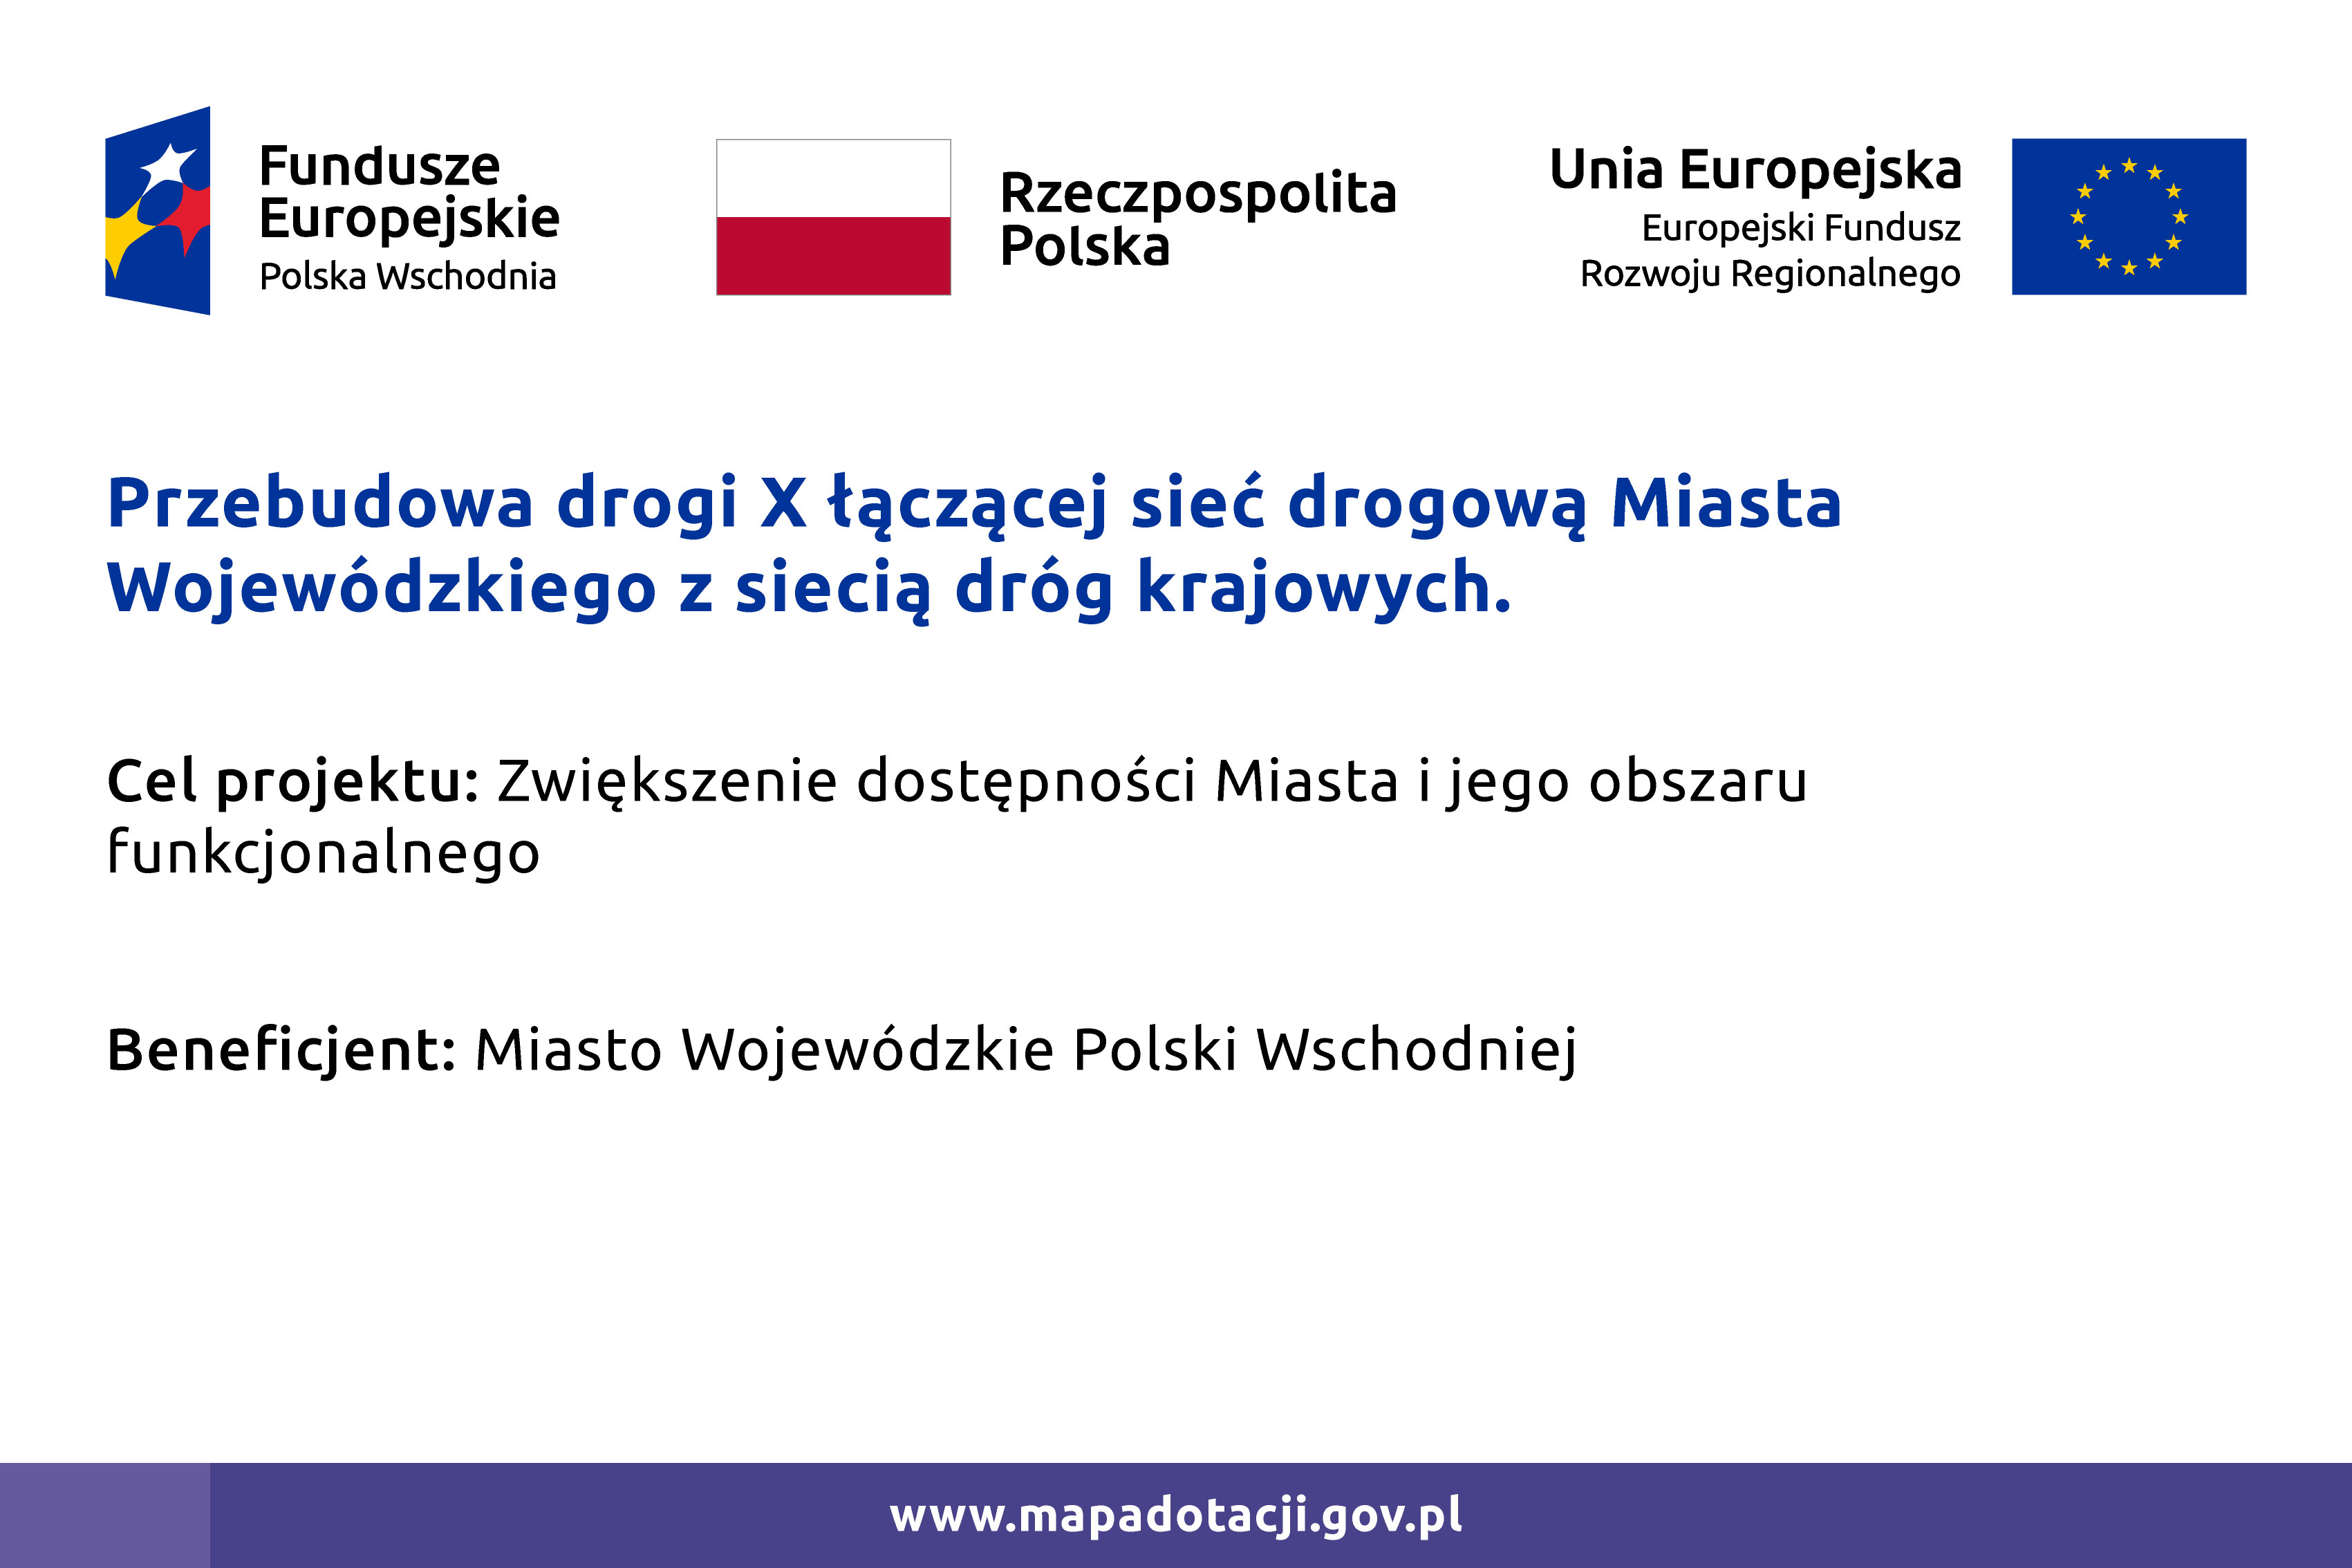 Fundusze
Europejskie
Polska Wschodnia
Rzeczpospolita
Polska
Unia Europejska
Europejski Fundusz
Rozwoju Regionalnego
Przebudowa drogi X łączącej sieć drogową Miasta
Wojewódzkiego z siecią dróg krajowych.
Cel projektu: Zwiększenie dostępności Miasta i jego obszaru
funkcjonalnego
Beneficjent: Miasto Wojewódzkie Polski Wschodniej
www.mapadotacji.gov.pl